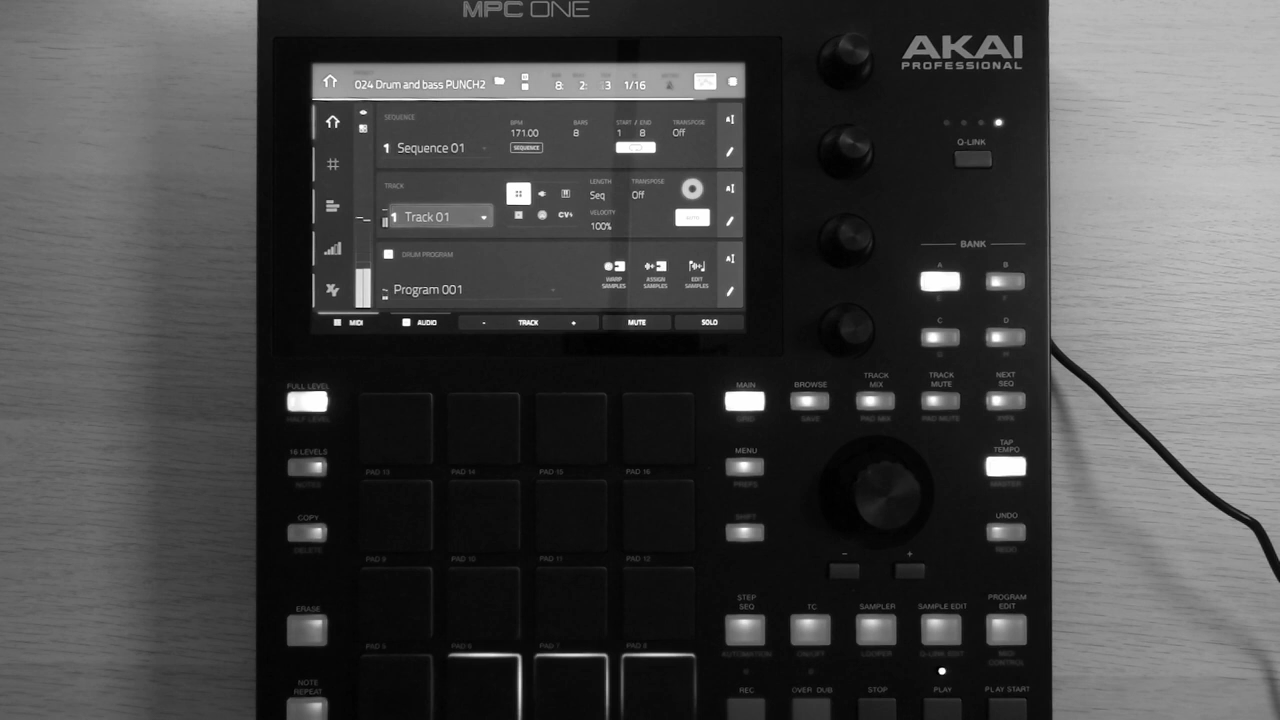 MPC ONE
AKAI
PROFESSIONAL
024 Drum and bass PUNCH2 8: 2: 3 1/16
SEQUENCE BPM BARS START / END TRANSPOSE
171.00 8 1 8 Off
1 Sequence 01 SEQUENCE
TRACK LENGTH TRANSPOSE
Seq Off
1 Track 01 CV
VELOCITY
100%
DRUM PROGRAM
Program 001
WARP SAMPLES ASSIGN SAMPLES EDIT SAMPLES
MIDI AUDIO - TRACK + MUTE SOLO
Q-LINK
BANK
A B
E F
C D
G H
FULL LEVEL
HALF LEVEL
16 LEVELS
NOTES
COPY
DELETE
ERASE
NOTE REPEAT
PAD 13 PAD 14 PAD 15 PAD 16
PAD 9 PAD 10 PAD 11 PAD 12
PAD 5 PAD 6 PAD 7 PAD 8
MAIN BROWSE TRACK MIX TRACK MUTE NEXT SEQ
GRID SAVE PAD MIX PAD MUTE
MENU
PREFS
TAP TEMPO
MASTER
SHIFT
UNDO
REDO
- +
STEP SEQ TC SAMPLER SAMPLE EDIT PROGRAM EDIT
AUTOMATION ON/OFF LOOPER Q-LINK EDIT MIDI CONTROL
REC OVER DUB STOP PLAY PLAY START